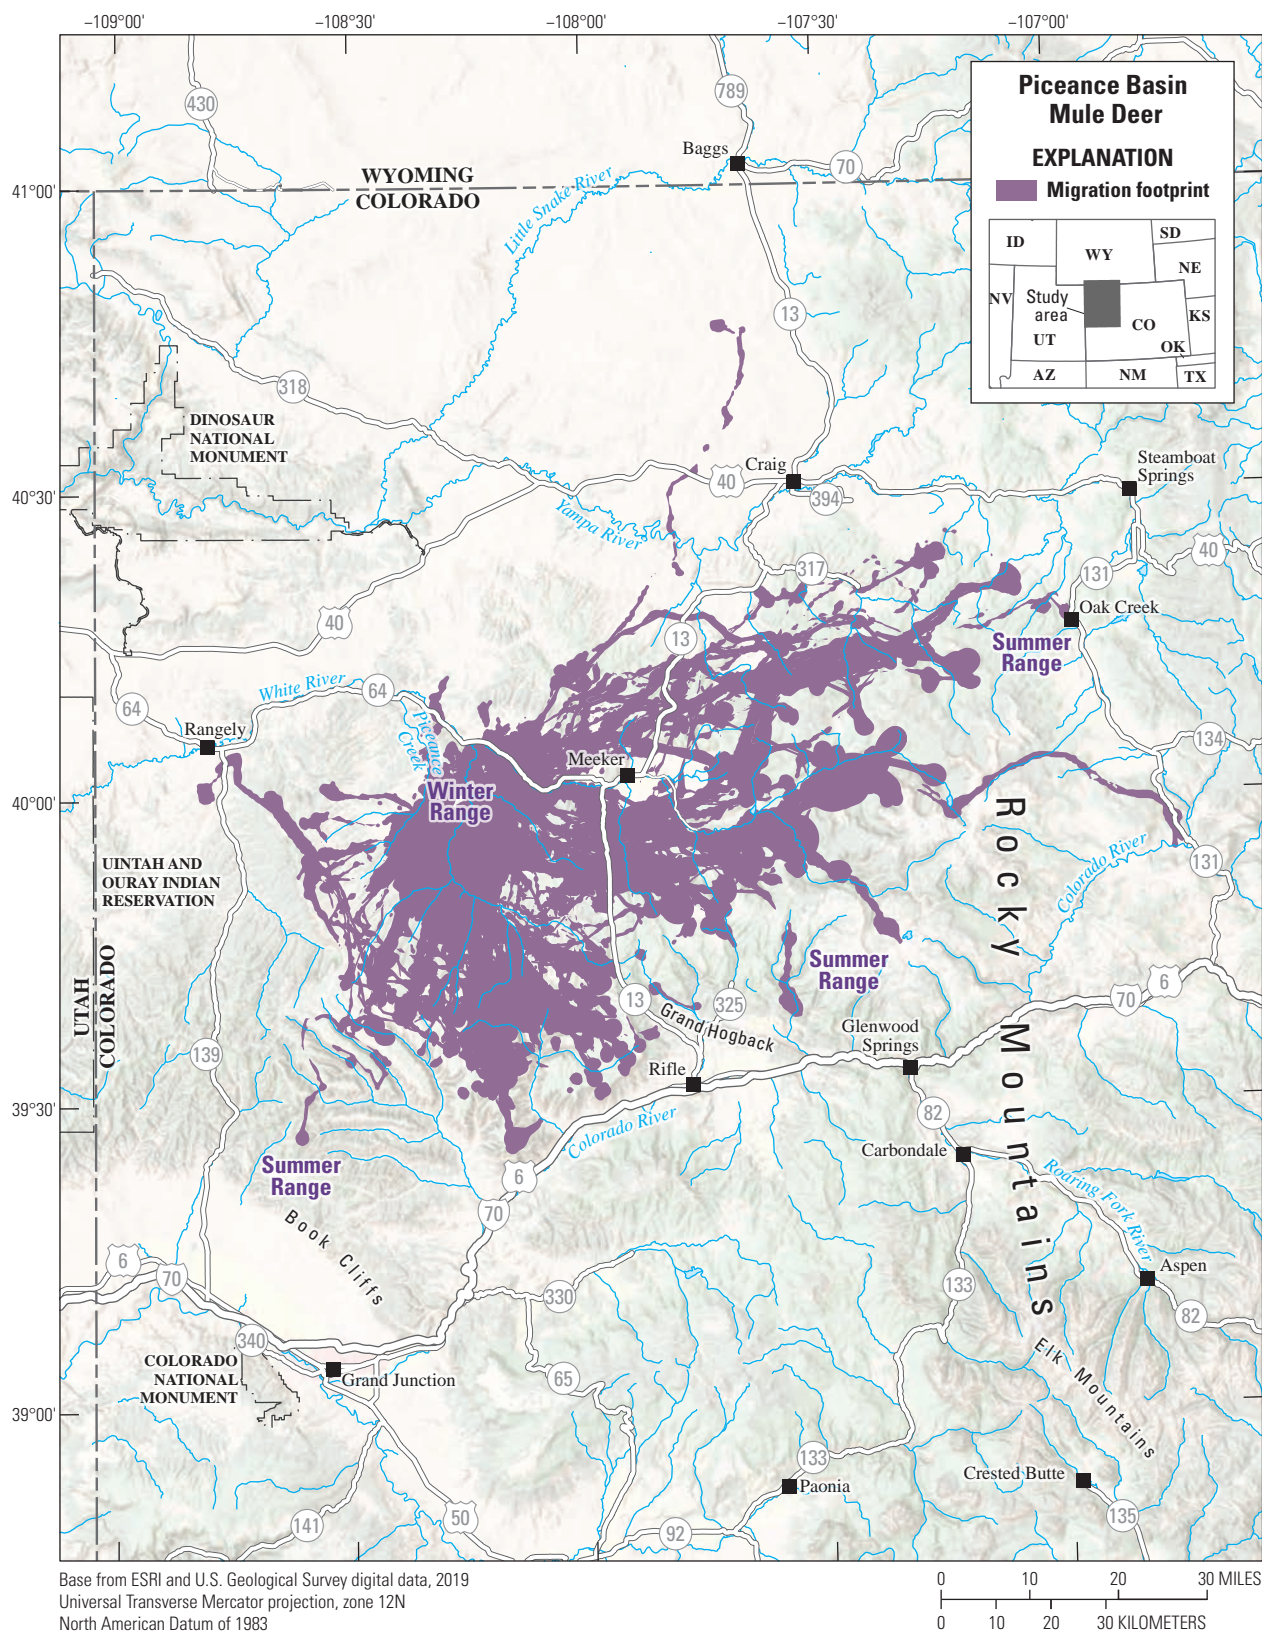 −109°00'
−108°30'
−108°00'
−107°30'
−107°00'
Piceance Basin
Mule Deer
EXPLANATION
Migration footprint
ID
WY
SD
NE
NV
Study
area
UT
CO
KS
OK
AZ
NM
TX
430
789
Baggs
70
WYOMING
COLORADO
41°00'
Little Snake River
13
318
DINOSAUR
NATIONAL
MONUMENT
Craig
40
394
Steamboat
Springs
40°30'
Yampa River
317
131
40
Oak Creek
Summer
Range
40
13
White River
64
64
Rangely
Piceance
Creek
Meeker
134
Winter
Range
40°00'
Rocky Mountains
Colorado River
131
UINTAH AND
OURAY INDIAN
RESERVATION
UTAH
COLORADO
Summer
Range
13
325
Grand Hogback
6
70
Glenwood
Springs
139
Rifle
39°30'
Colorado River
82
Carbondale
Summer
Range
6
70
Roaring Fork River
Book Cliffs
Aspen
6
70
330
133
82
340
COLORADO
NATIONAL
MONUMENT
Grand Junction
65
Elk Mountains
39°00'
133
Crested Butte
Paonia
141
50
92
135
Base from ESRI and U.S. Geological Survey digital data, 2019
Universal Transverse Mercator projection, zone 12N
North American Datum of 1983
0 10 20 30 MILES
0 10 20 30 KILOMETERS